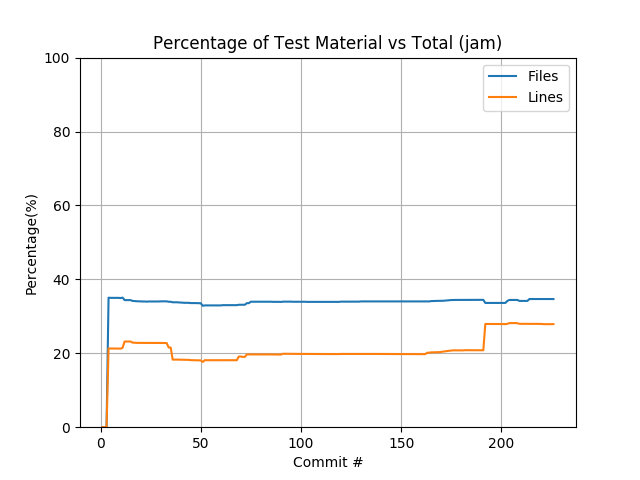 Percentage of Test Material vs Total (jam)
Files
Lines
100
80
60
40
20
0
Percentage(%)
0 50 100 150 200
Commit #